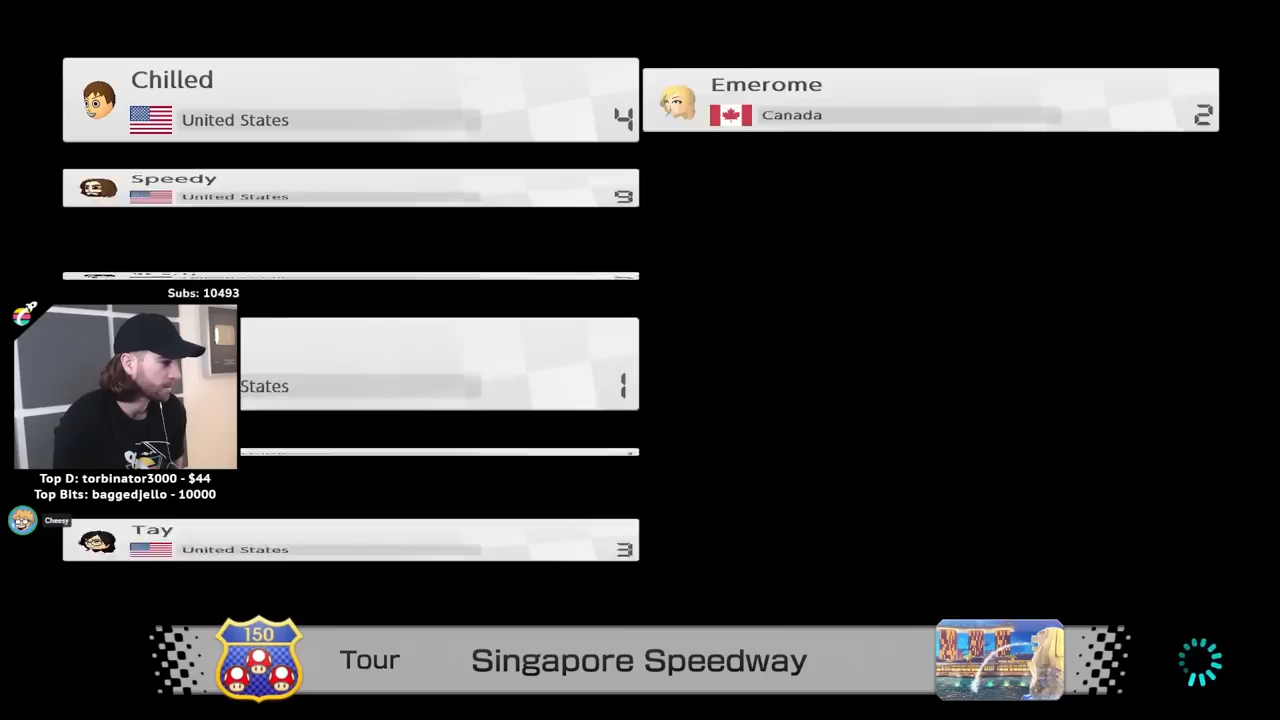 Chilled
United States
4
Emerome
Canada
2
Speedy
United States
9
Subs: 10493
States
1
Top D: torbinator3000 - $44
Top Bits: baggedjello - 10000
Cheesy
Tay
United States
3
150
Tour
Singapore Speedway